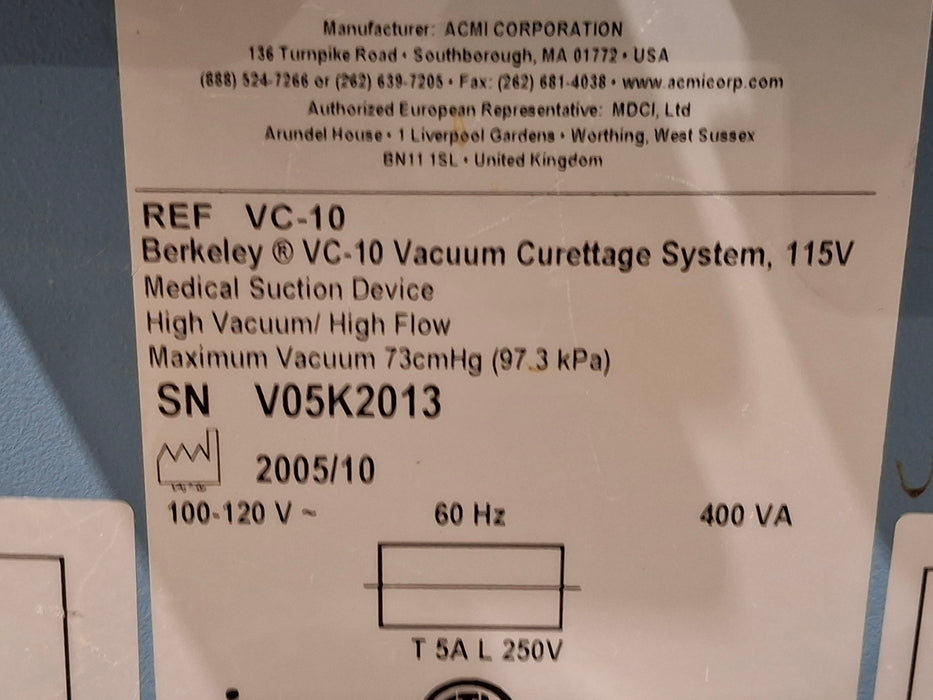 Manufacturer: ACMI CORPORATION
136 Turnpike Road • Southborough, MA 01772 • USA
(888) 524-7266 or (262) 639-7205 • Fax: (262) 681-4038 • www.acmicorp.com
Authorized European Representative: MDCI, Ltd
Arundel House • 1 Liverpool Gardens • Worthing, West Sussex
BN11 1SL • United Kingdom
REF VC-10
Berkeley ® VC-10 Vacuum Curettage System, 115V
Medical Suction Device
High Vacuum/ High Flow
Maximum Vacuum 73cmHg (97.3 kPa)
SN V05K2013
2005/10
100-120 V ~ 60 Hz 400 VA
T 5A L 250V